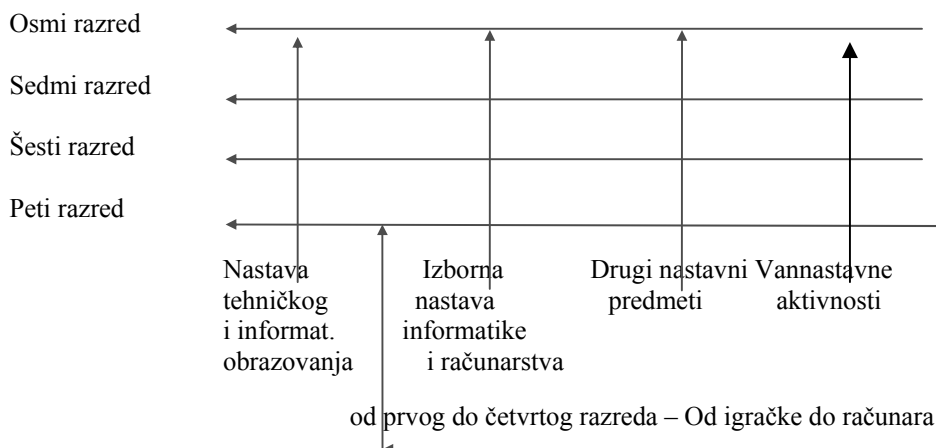 Osmi razred
Sedmi razred
Šesti razred
Peti razred
Nastava Izborna Drugi nastavni Vannastavne
tehničkog nastava predmeti aktivnosti
i informat. informatike
obrazovanja i računarstva
od prvog do četvrtog razreda – Od igračke do računara